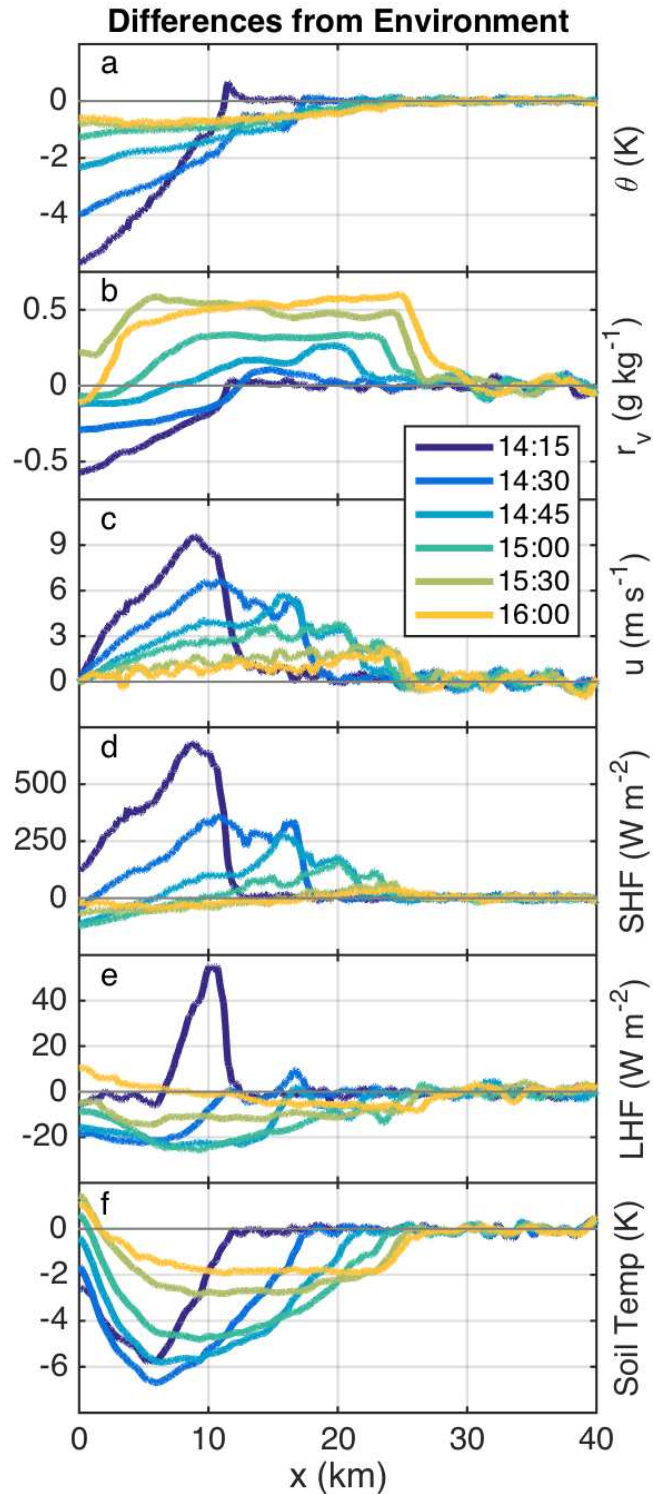 Differences from Environment
a
0
-2
-4
θ (K)
b
0.5
0
-0.5
r_v (g kg⁻¹)
14:15
14:30
14:45
15:00
15:30
16:00
c
9
6
3
0
u (m s⁻¹)
d
500
250
0
SHF (W m⁻²)
e
40
20
0
-20
LHF (W m⁻²)
f
0
-2
-4
-6
Soil Temp (K)
0 10 20 30 40
x (km)